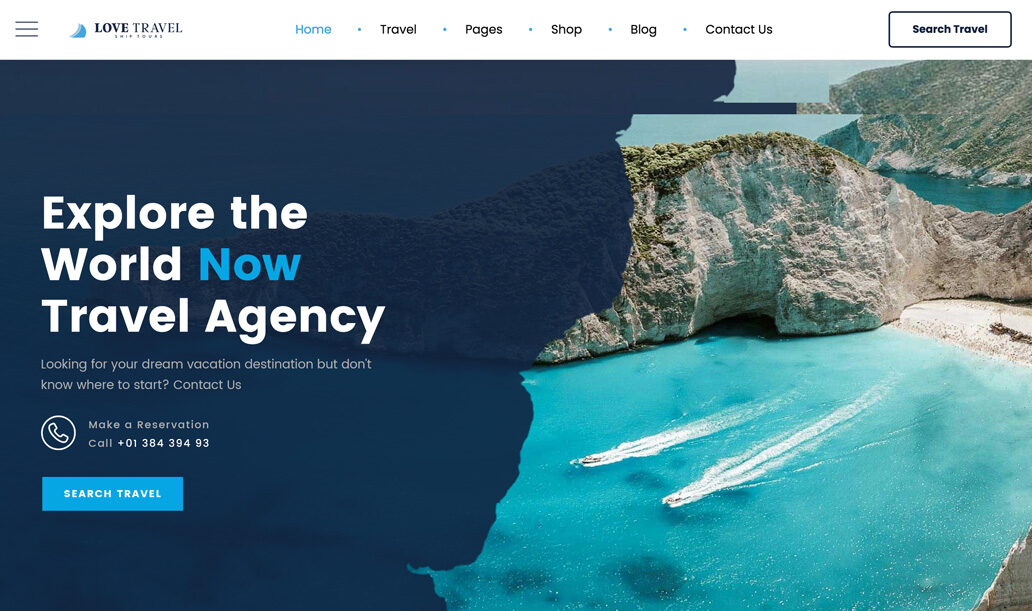 LOVE TRAVEL
SHIP TOURS
Home
Travel
Pages
Shop
Blog
Contact Us
Search Travel
Explore the
World Now
Travel Agency
Looking for your dream vacation destination but don't
know where to start? Contact Us
Make a Reservation
Call +01 384 394 93
SEARCH TRAVEL